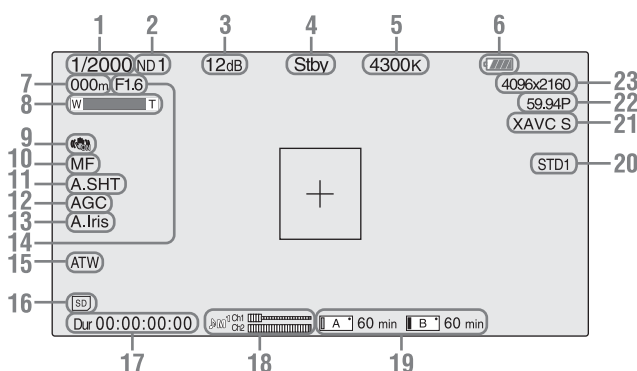 1 2 3 4 5 6
1/2000 ND 1 12dB Stby 4300K
7 000m F1.6 4096x2160 23
8 W T 59.94P 22
XAVC S 21
9
10 MF STD1 20
11 A.SHT
12 AGC
13 A.Iris
14
15 ATW
16 SD
Dur 00:00:00:00 Ch1 Ch2 A 60 min B 60 min
17 18 19